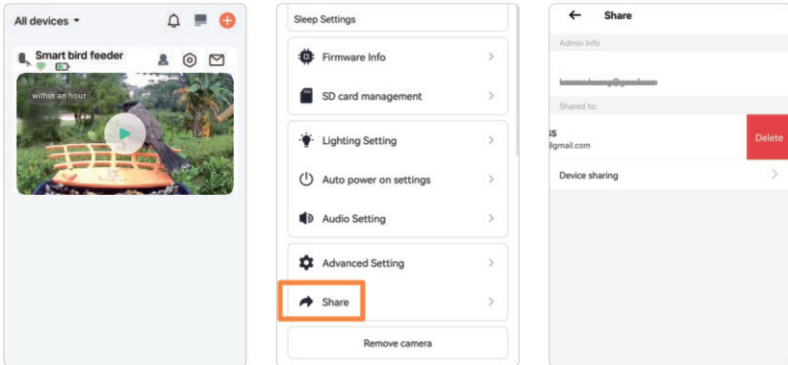 All devices
Smart bird feeder
within an hour
Sleep Settings
Firmware Info
SD card management
Lighting Setting
Auto power on settings
Audio Setting
Advanced Setting
Share
Remove camera
Share
Admin Info
Shared to:
gmail.com
Delete
Device sharing